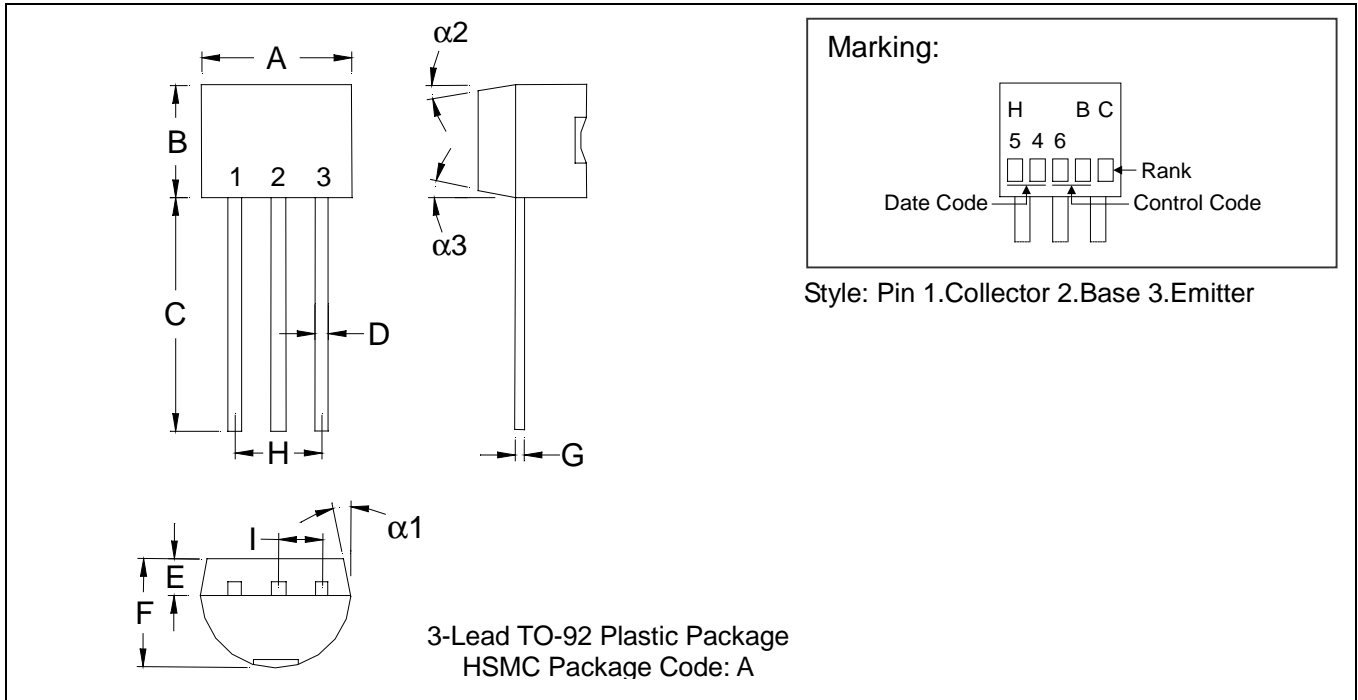 α2
A
B
1 2 3
α3
C
D
H
G
α1
I
E
F
3-Lead TO-92 Plastic Package
HSMC Package Code: A
Marking:
H B C
5 4 6
Rank
Date Code
Control Code
Style: Pin 1.Collector 2.Base 3.Emitter